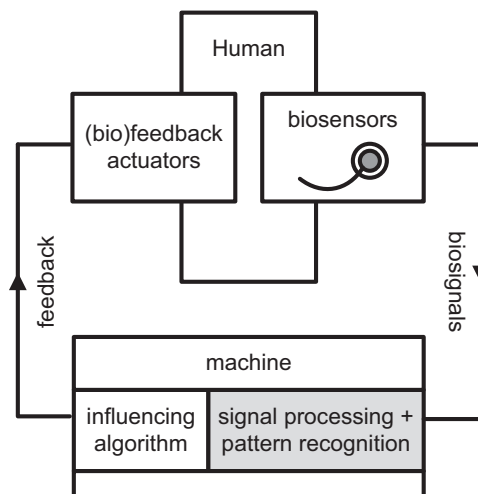 Human
(bio)feedback
actuators
biosensors
feedback
biosignals
machine
influencing
algorithm
signal processing +
pattern recognition